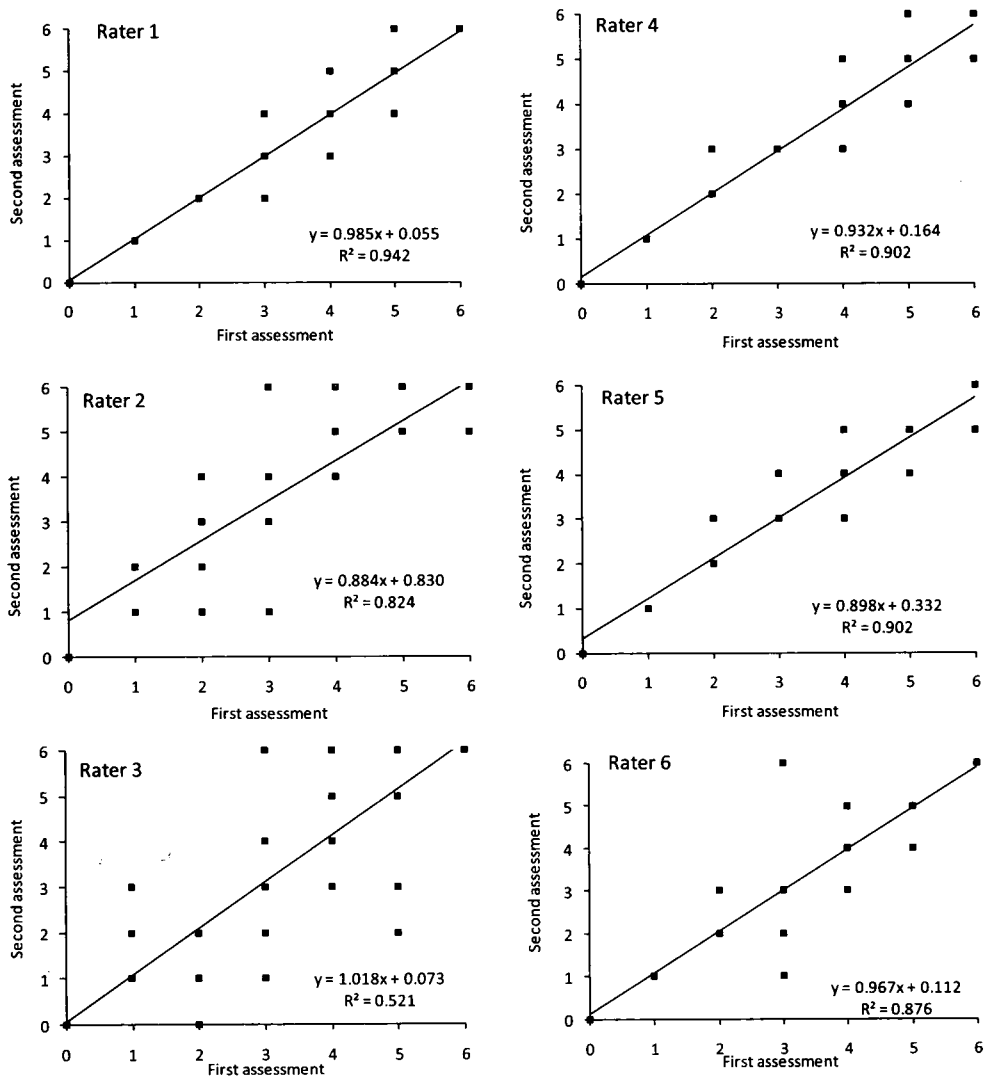 Rater 1
6
5
4
3
2
1
0
Second assessment
y = 0.985x + 0.055
R² = 0.942
0 1 2 3 4 5 6
First assessment
Rater 4
6
5
4
3
2
1
0
Second assessment
y = 0.932x + 0.164
R² = 0.902
0 1 2 3 4 5 6
First assessment
Rater 2
6
5
4
3
2
1
0
Second assessment
y = 0.884x + 0.830
R² = 0.824
0 1 2 3 4 5 6
First assessment
Rater 5
6
5
4
3
2
1
0
Second assessment
y = 0.898x + 0.332
R² = 0.902
0 1 2 3 4 5 6
First assessment
Rater 3
6
5
4
3
2
1
0
Second assessment
y = 1.018x + 0.073
R² = 0.521
0 1 2 3 4 5 6
First assessment
Rater 6
6
5
4
3
2
1
0
Second assessment
y = 0.967x + 0.112
R² = 0.876
0 1 2 3 4 5 6
First assessment